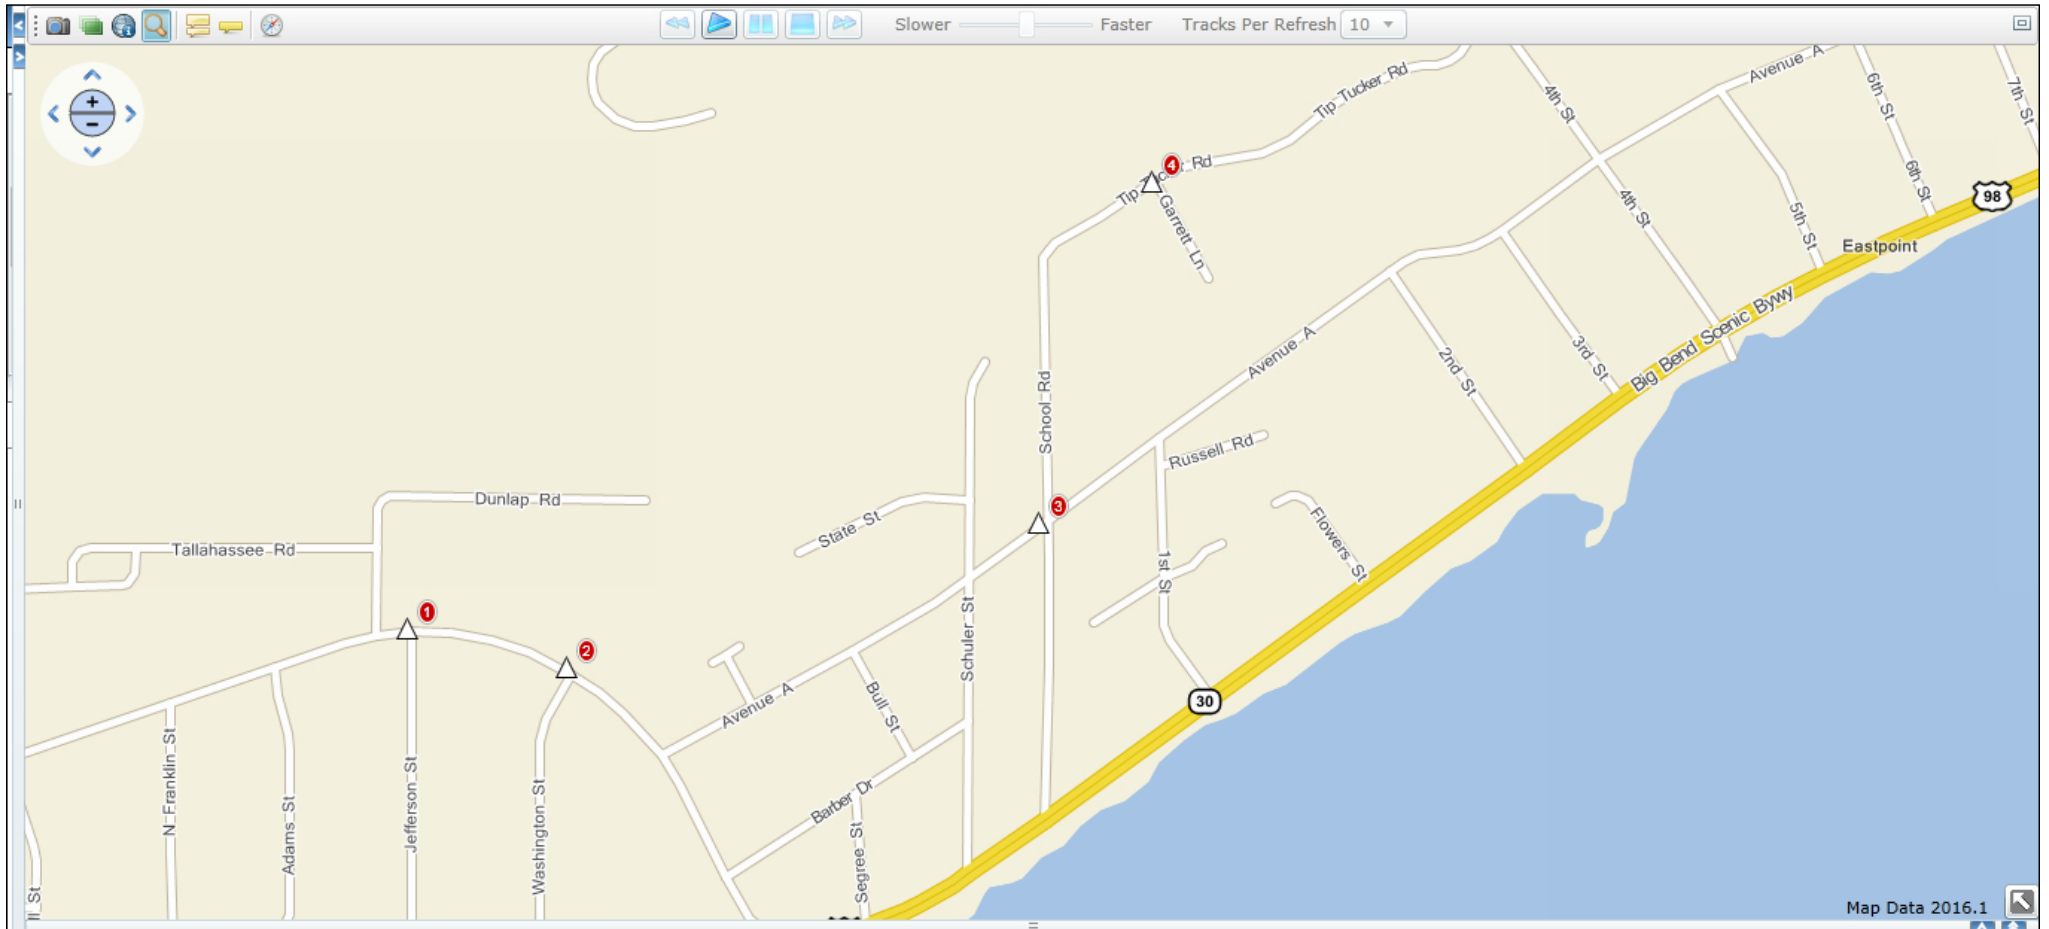 Slower
Faster
Tracks Per Refresh
10
Avenue A
6th St
7th St
4th St
Tip Tucker Rd
4
Rd
Tip
6th St
98
Garrett Ln
4th St
5th St
Eastpoint
Big Bend Scenic Bywy
Avenue A
2nd St
3rd St
School Rd
Russell Rd
Dunlap Rd
3
State St
Flowers St
Tallahassee Rd
1st St
1
2
Schuler St
Avenue A
Bull St
30
N Franklin St
Adams St
Jefferson St
Washington St
Barber Dr
Segree St
St
Map Data 2016.1